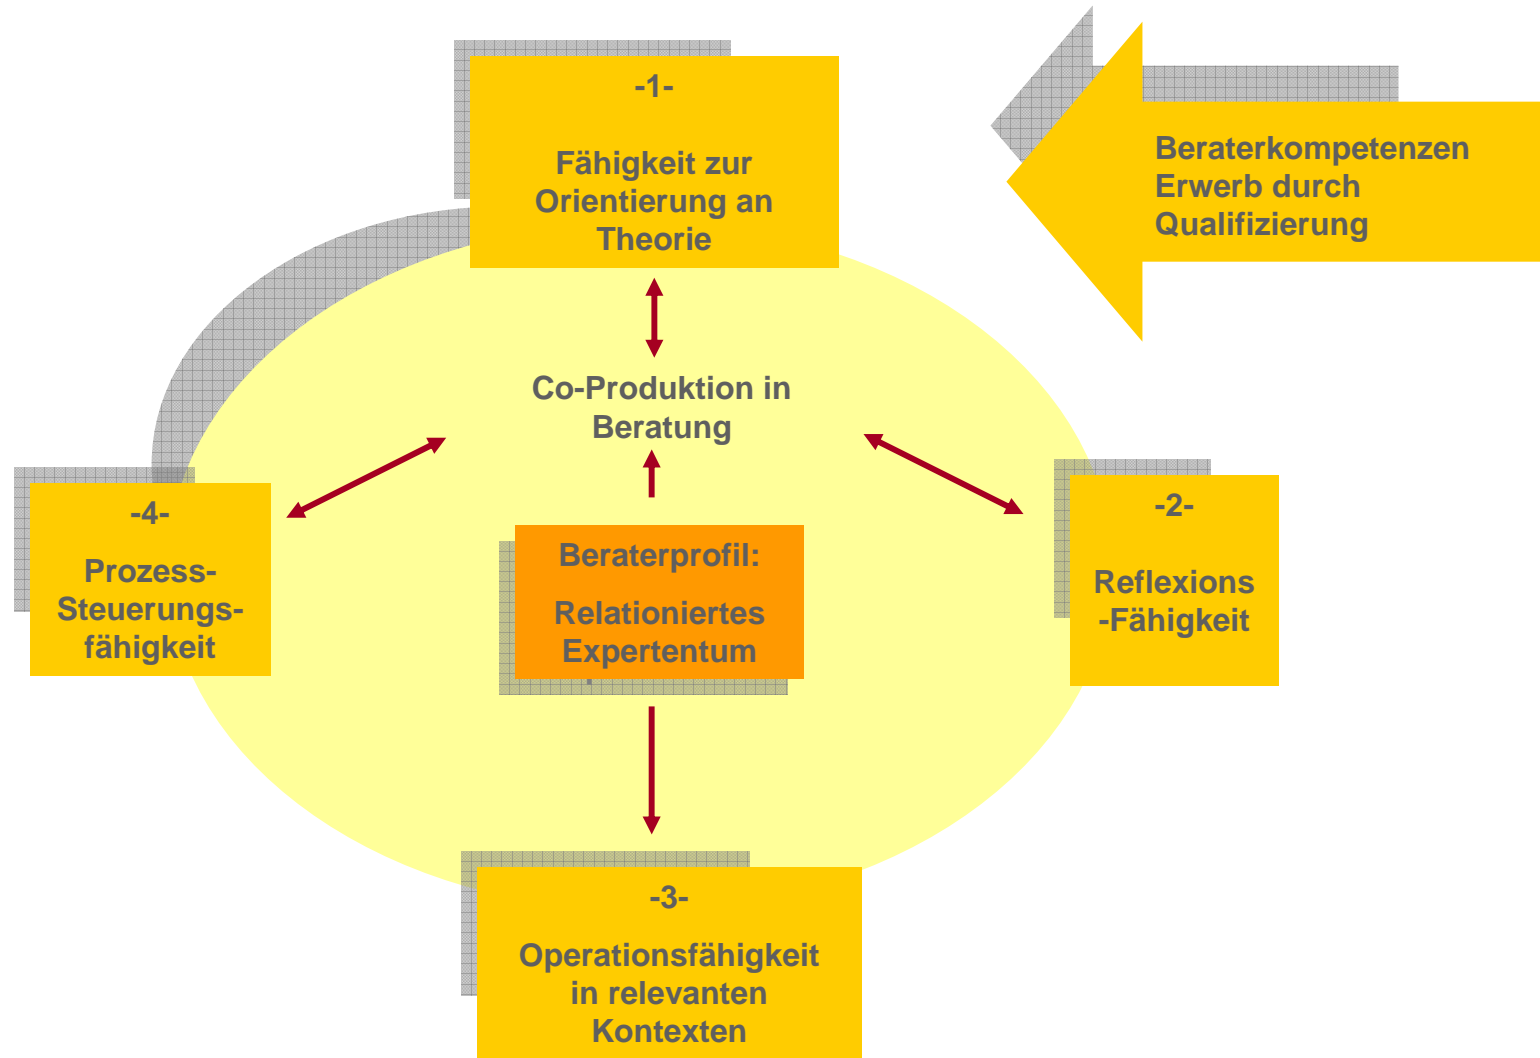 -1-
Fähigkeit zur
Orientierung an
Theorie
Beraterkompetenzen
Erwerb durch
Qualifizierung
Co-Produktion in
Beratung
-4-
Prozess-
Steuerungs-
fähigkeit
Beraterprofil:
Relationiertes
Expertentum
-2-
Reflexions
-Fähigkeit
-3-
Operationsfähigkeit
in relevanten
Kontexten